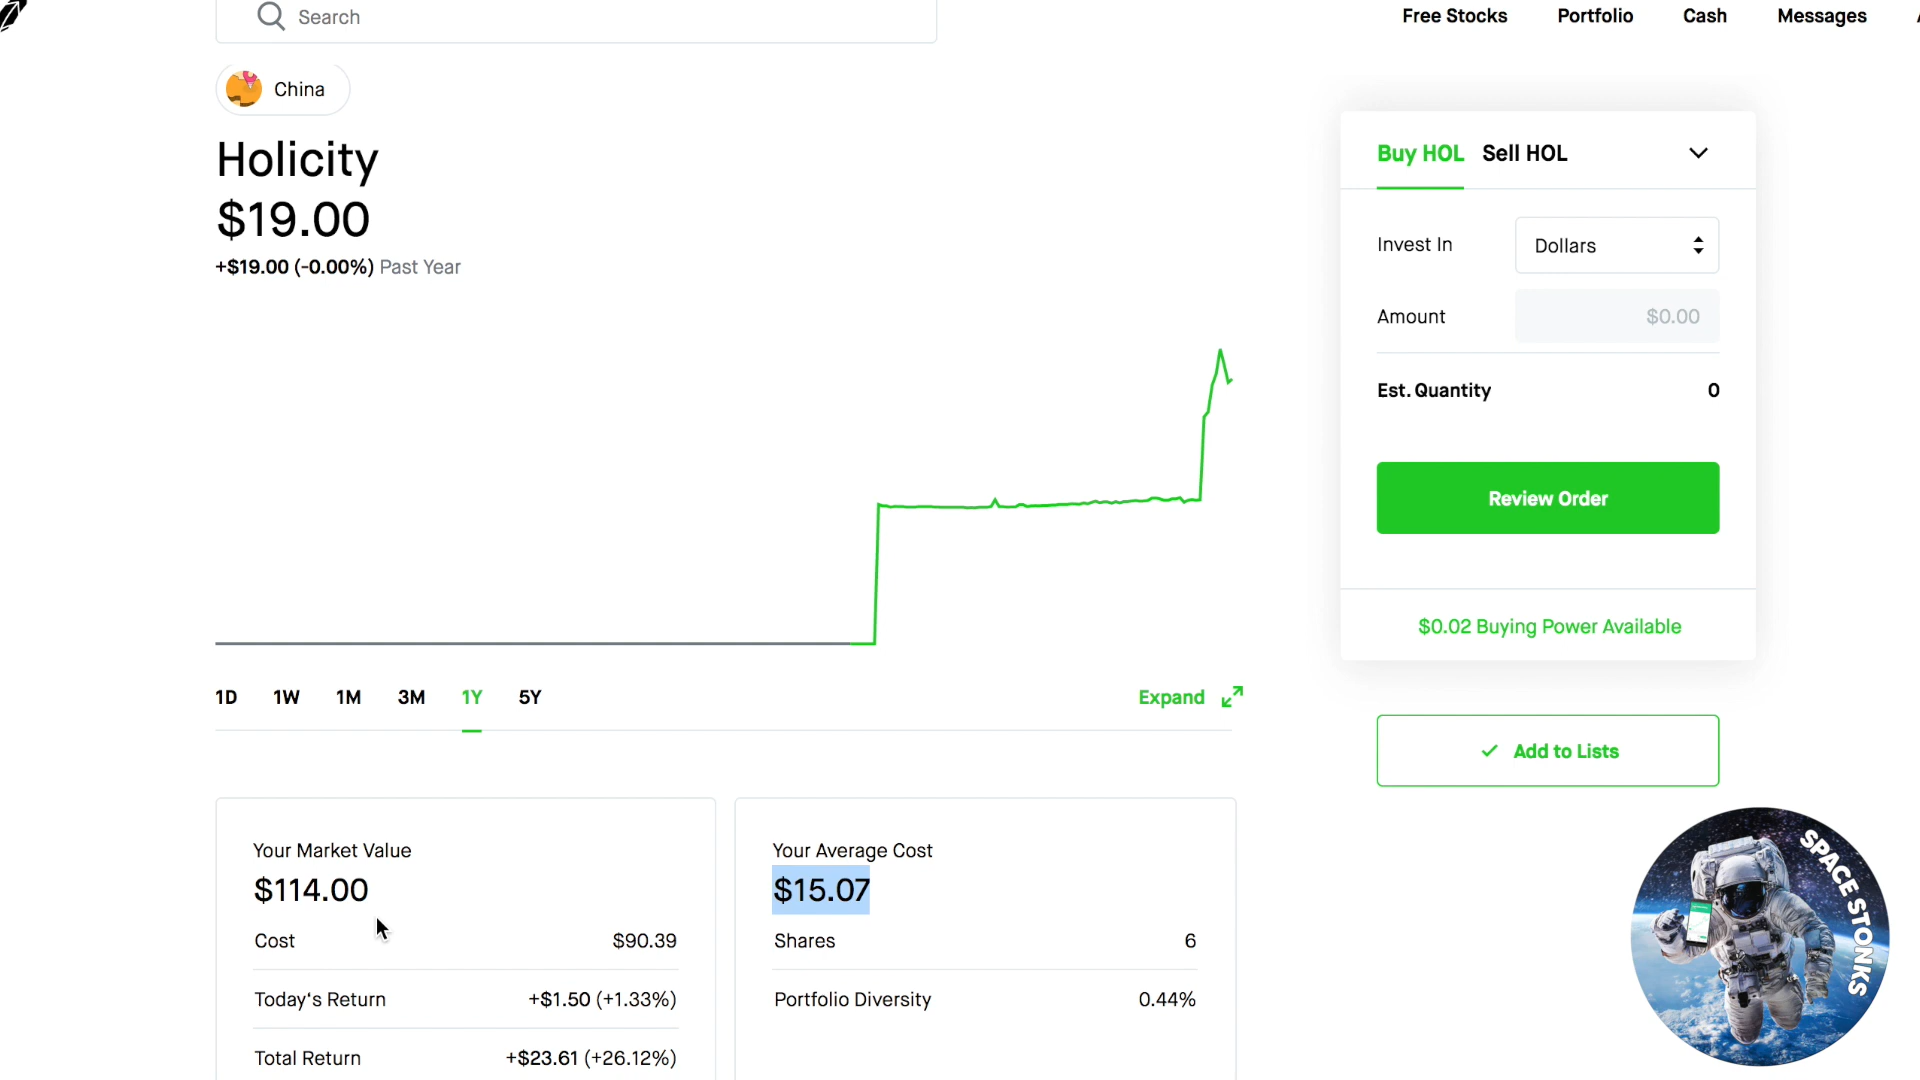 Search
Free Stocks
Portfolio
Cash
Messages
China
Holicity
$19.00
+$19.00 (-0.00%) Past Year
Buy HOL
Sell HOL
Invest In
Dollars
Amount
$0.00
Est. Quantity
0
Review Order
$0.02 Buying Power Available
1D
1W
1M
3M
1Y
5Y
Expand
Add to Lists
Your Market Value
$114.00
Cost
$90.39
Today's Return
+$1.50 (+1.33%)
Total Return
+$23.61 (+26.12%)
Your Average Cost
$15.07
Shares
6
Portfolio Diversity
0.44%
SPACE STONKS